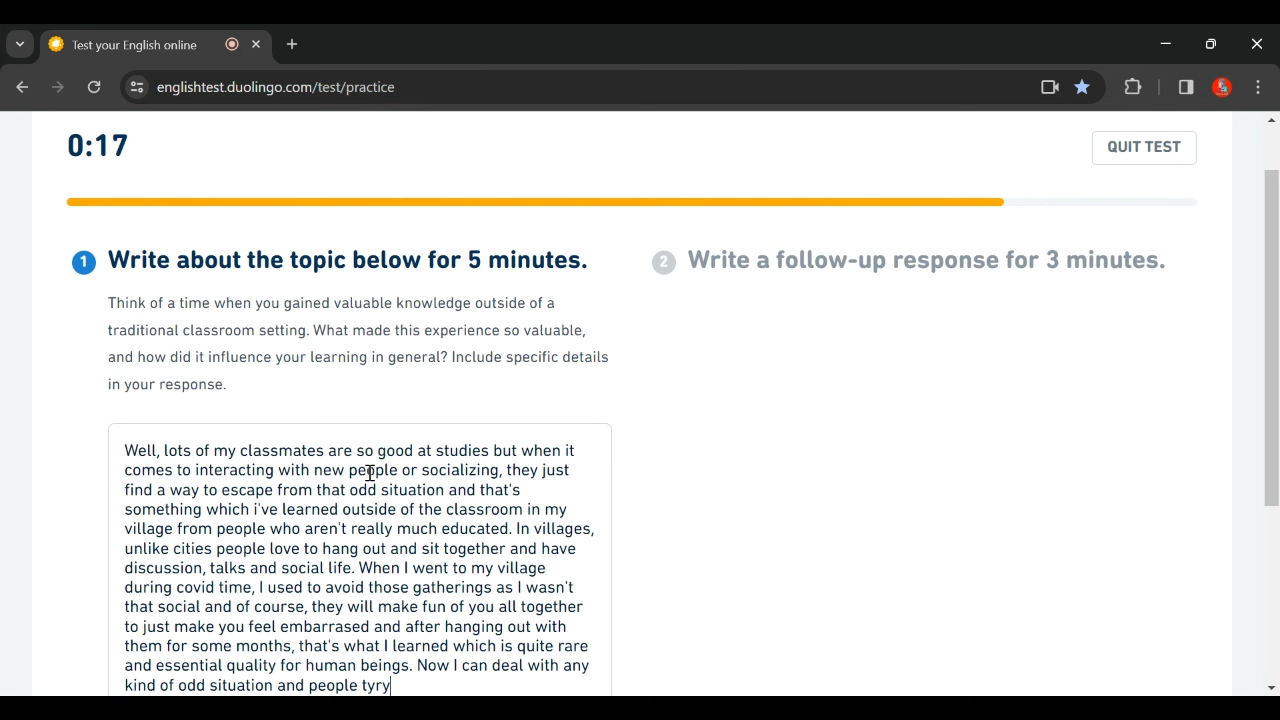 Test your English online
englishtest.duolingo.com/test/practice
0:17
QUIT TEST
1 Write about the topic below for 5 minutes.
Think of a time when you gained valuable knowledge outside of a
traditional classroom setting. What made this experience so valuable,
and how did it influence your learning in general? Include specific details
in your response.
Well, lots of my classmates are so good at studies but when it
comes to interacting with new people or socializing, they just
find a way to escape from that odd situation and that's
something which i've learned outside of the classroom in my
village from people who aren't really much educated. In villages,
unlike cities people love to hang out and sit together and have
discussion, talks and social life. When I went to my village
during covid time, I used to avoid those gatherings as I wasn't
that social and of course, they will make fun of you all together
to just make you feel embarrased and after hanging out with
them for some months, that's what I learned which is quite rare
and essential quality for human beings. Now I can deal with any
kind of odd situation and people tyry
2 Write a follow-up response for 3 minutes.